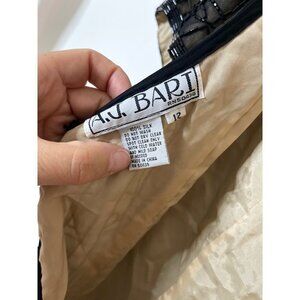 A.J. BARI
RN50636
12
100% SILK
DO NOT WASH
DO NOT DRY CLEAN
SPOT CLEAN ONLY
WITH COLD WATER
AND MILD SOAP
MADE IN CHINA